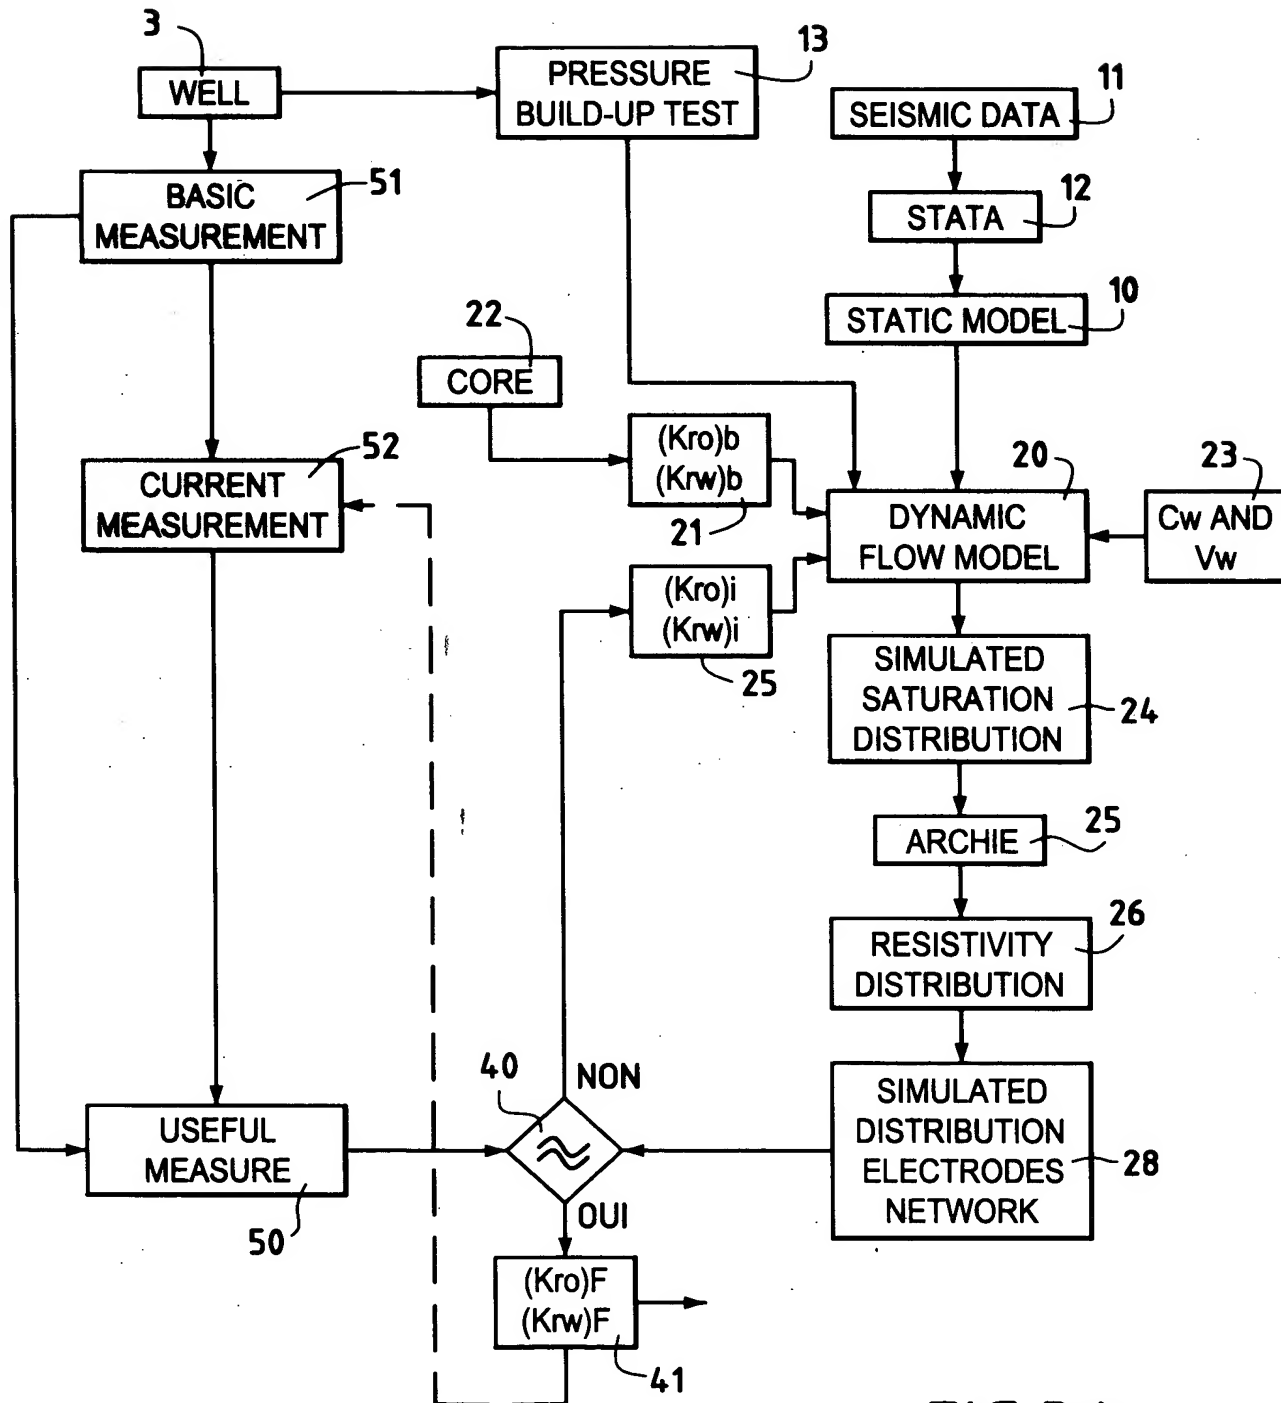 3
WELL
PRESSURE
BUILD-UP TEST
13
SEISMIC DATA
11
BASIC
MEASUREMENT
51
STATA
12
STATIC MODEL
10
22
CORE
(Kro)b
(Krw)b
21
CURRENT
MEASUREMENT
52
DYNAMIC
FLOW MODEL
20
23
Cw AND
Vw
(Kro)i
(Krw)i
25
SIMULATED
SATURATION
DISTRIBUTION
24
ARCHIE
25
RESISTIVITY
DISTRIBUTION
26
40
NON
≈
OUI
USEFUL
MEASURE
50
SIMULATED
DISTRIBUTION
ELECTRODES
NETWORK
28
(Kro)F
(Krw)F
41